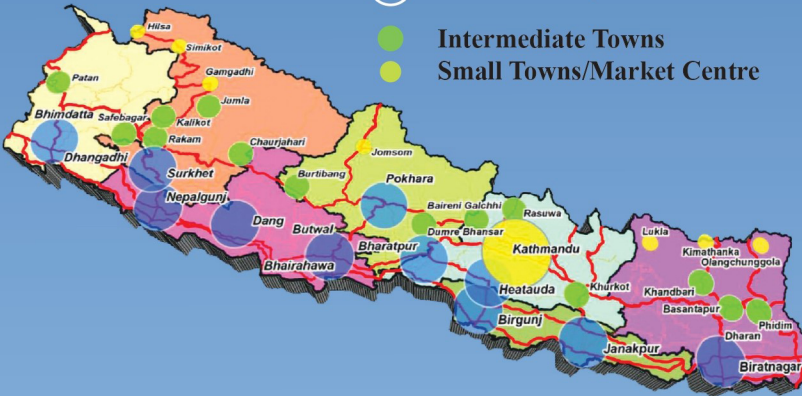 Intermediate Towns
Small Towns/Market Centre
Hilsa
Simikot
Gamgadhi
Patan
Jumla
Bhimdatta
Safebagar
Kalikot
Rakam
Dhangadhi
Chaurjahari
Surkhet
Jomsom
Burtibang
Nepalgunj
Pokhara
Dang
Baireni Galchhi
Rasuwa
Butwal
Dumre Bhansar
Lukla
Kimathanka
Olangchunggola
Bharatpur
Kathmandu
Bhairahawa
Khandbari
Heatauda
Khurkot
Basantapur
Phidim
Birgunj
Dharan
Janakpur
Biratnagar